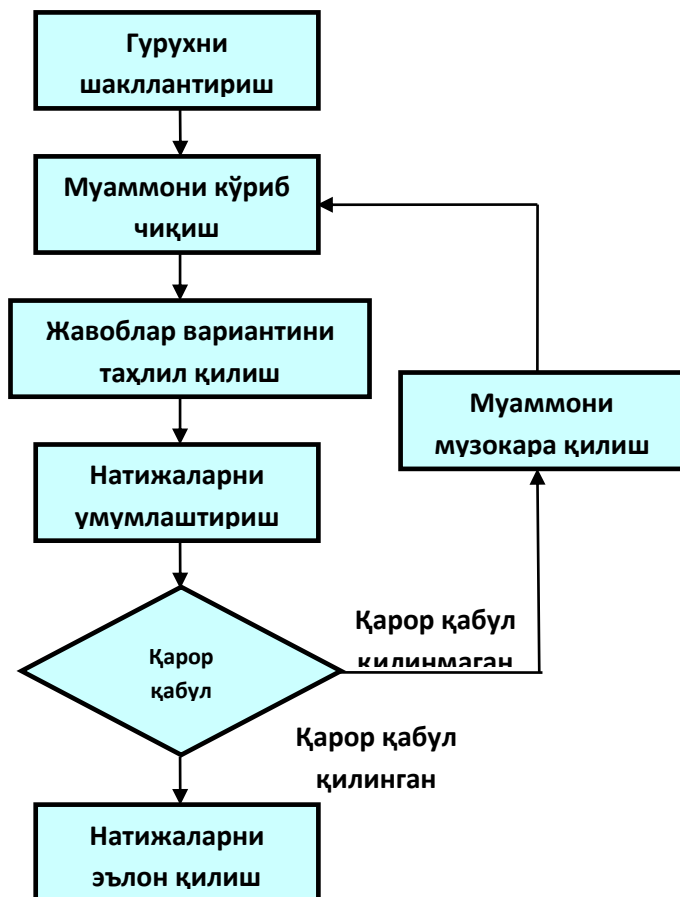 Гурухни
шакллантириш
Муаммони кўриб
чиқиш
Жавоблар вариантини
таҳлил қилиш
Муаммони
музокара қилиш
Натижаларни
умумлаштириш
Қарор қабул
қилинмаган
Қарор
қабул
Қарор қабул
қилинган
Натижаларни
эълон қилиш